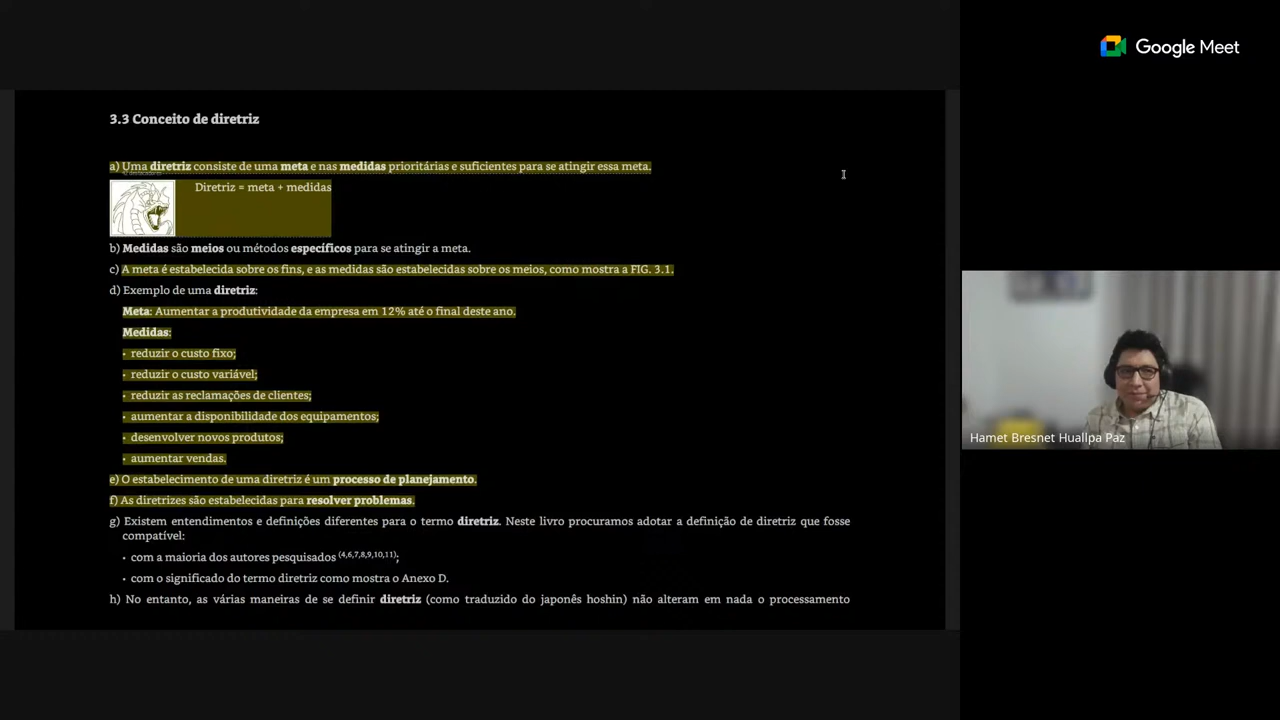 Google Meet
3.3 Conceito de diretriz
a) Uma diretriz consiste de uma meta e nas medidas prioritárias e suficientes para se atingir essa meta.
Diretriz = meta + medidas
b) Medidas são meios ou métodos específicos para se atingir a meta.
c) A meta é estabelecida sobre os fins, e as medidas são estabelecidas sobre os meios, como mostra a FIG. 3.1.
d) Exemplo de uma diretriz:
Meta: Aumentar a produtividade da empresa em 12% até o final deste ano.
Medidas:
• reduzir o custo fixo;
• reduzir o custo variável;
• reduzir as reclamações de clientes;
• aumentar a disponibilidade dos equipamentos;
• desenvolver novos produtos;
• aumentar vendas.
e) O estabelecimento de uma diretriz é um processo de planejamento.
f) As diretrizes são estabelecidas para resolver problemas.
g) Existem entendimentos e definições diferentes para o termo diretriz. Neste livro procuramos adotar a definição de diretriz que fosse
compatível:
• com a maioria dos autores pesquisados (4,6,7,8,9,10,11);
• com o significado do termo diretriz como mostra o Anexo D.
h) No entanto, as várias maneiras de se definir diretriz (como traduzido do japonês hoshin) não alteram em nada o processamento
Hamet Bresnet Huallpa Paz